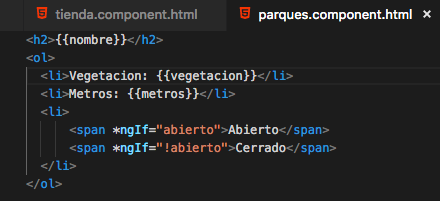 tienda.component.html
parques.component.html ×
<h2>{{nombre}}</h2>
<ol>
<li>Vegetacion: {{vegetacion}}</li>
<li>Metros: {{metros}}</li>
<li>
<span *ngIf="abierto">Abierto</span>
<span *ngIf="!abierto">Cerrado</span>
</li>
</ol>